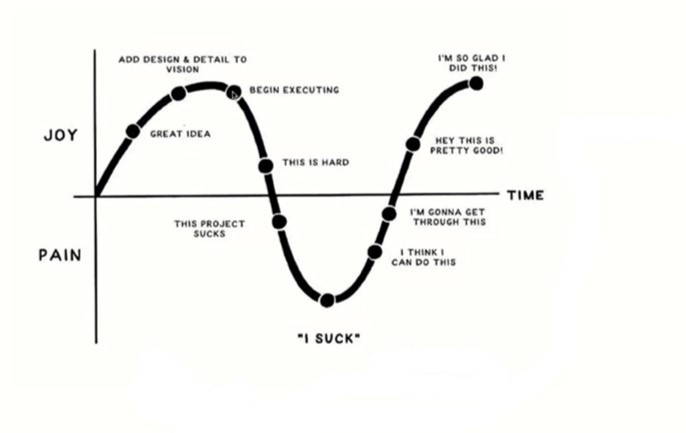 ADD DESIGN & DETAIL TO
VISION
I'M SO GLAD I
DID THIS!
BEGIN EXECUTING
JOY
GREAT IDEA
HEY THIS IS
PRETTY GOOD!
THIS IS HARD
TIME
THIS PROJECT
SUCKS
I'M GONNA GET
THROUGH THIS
PAIN
I THINK I
CAN DO THIS
"I SUCK"